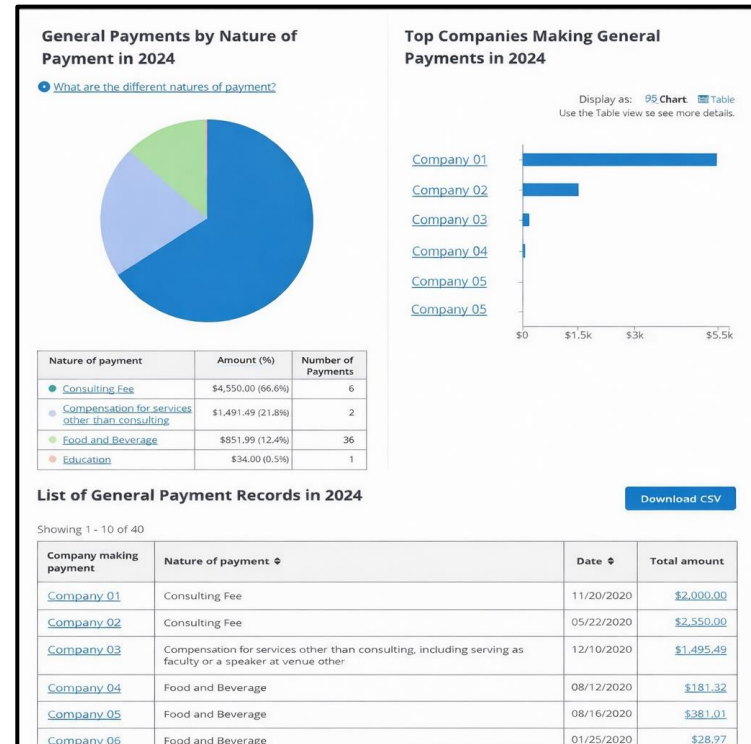 General Payments by Nature of
Payment in 2024
What are the different natures of payment?
Nature of payment Amount (%) Number of
Payments
Consulting Fee $4,550.00 (66.6%) 6
Compensation for services
other than consulting $1.491.49 (21.8%) 2
Food and Beverage $851.99 (12.4%) 36
Education $34.00 (0.5%) 1
Top Companies Making General
Payments in 2024
Display as: 95 Chart. Table
Use the Table view se see more details.
Company 01
Company 02
Company 03
Company 04
Company 05
Company 05
$0 $1.5k $3k $5.5k
List of General Payment Records in 2024
Download CSV
Showing 1 - 10 of 40
Company making
payment Nature of payment Date Total amount
Company 01 Consulting Fee 11/20/2020 $2,000.00
Company 02 Consulting Fee 05/22/2020 $2,550.00
Company 03 Compensation for services other than consulting, including serving as
faculty or a speaker at venue other 12/10/2020 $1.495.49
Company 04 Food and Beverage 08/12/2020 $181.32
Company 05 Food and Beverage 08/16/2020 $381.01
Company 06 Food and Beverage 01/25/2020 $28.97